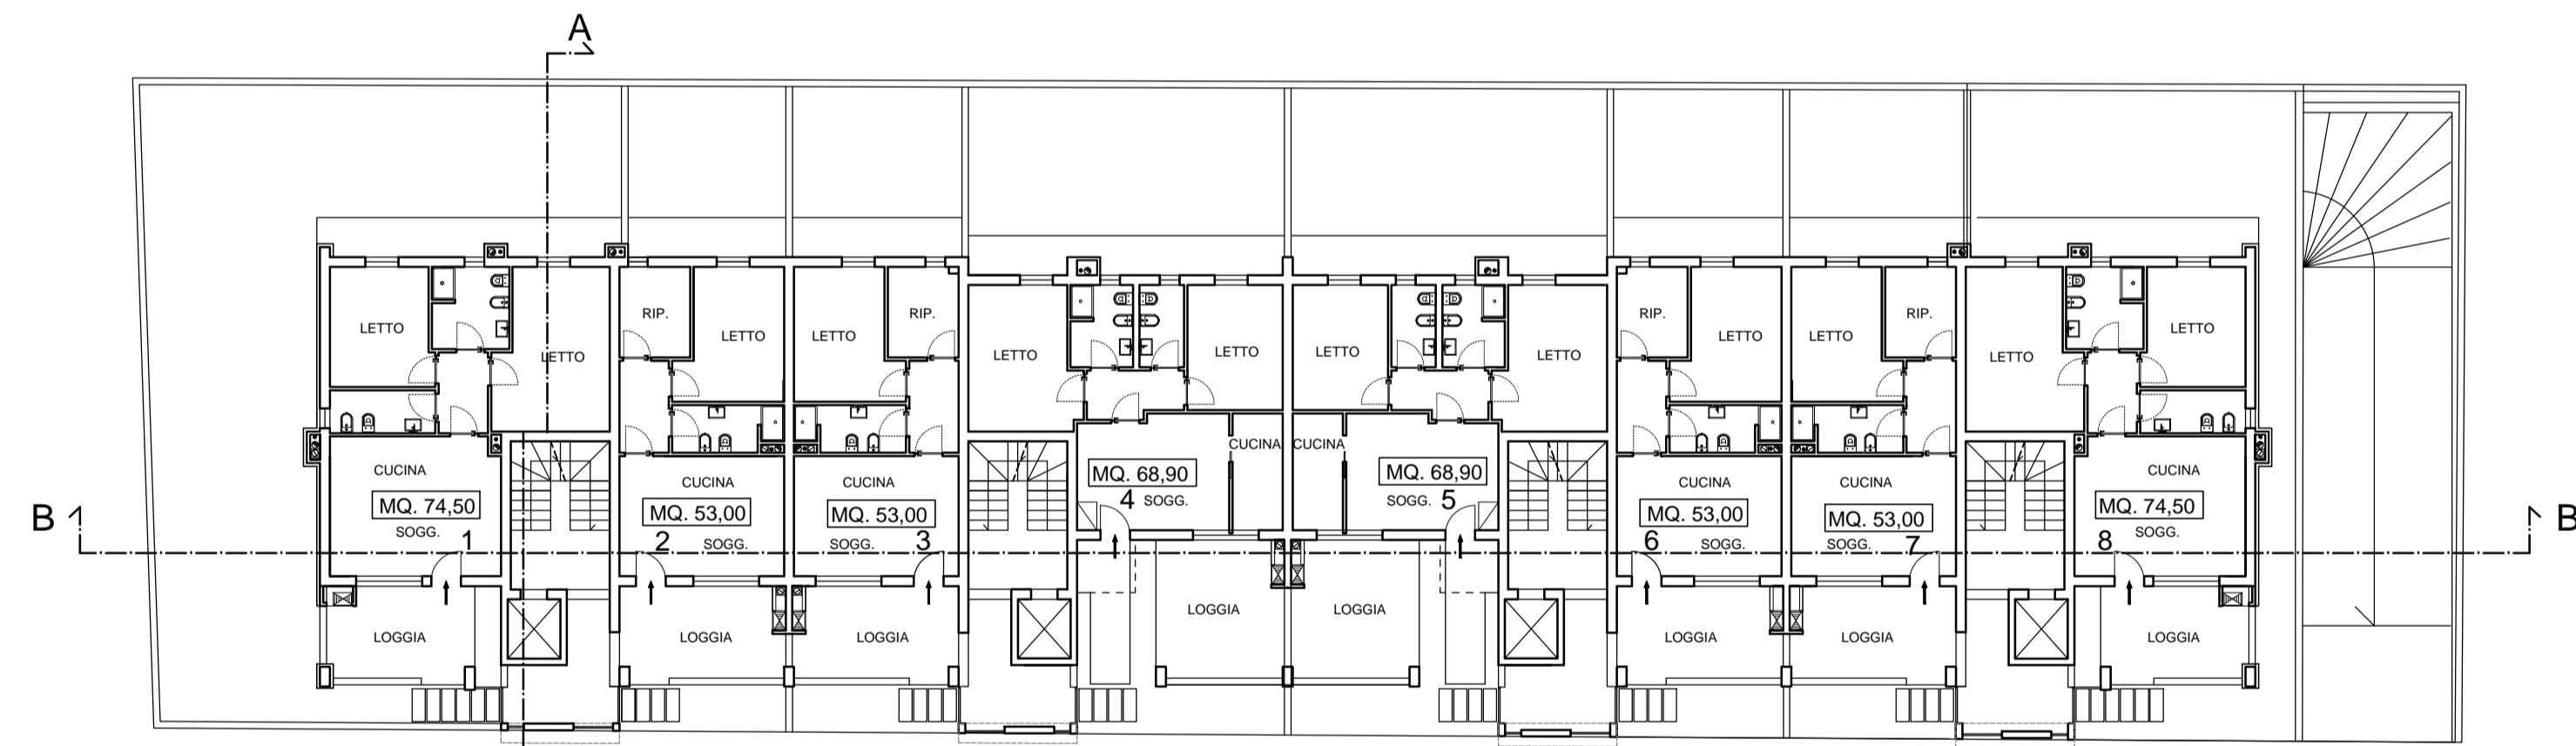 A
LETTO
LETTO
RIP.
LETTO
LETTO
RIP.
LETTO
LETTO
LETTO
LETTO
RIP.
LETTO
LETTO
RIP.
LETTO
LETTO
CUCINA
MQ. 74,50
SOGG.
1
CUCINA
MQ. 53,00
2
SOGG.
CUCINA
MQ. 53,00
SOGG.
3
CUCINA
MQ. 68,90
4
SOGG.
CUCINA
MQ. 68,90
SOGG.
5
CUCINA
MQ. 53,00
6
SOGG.
CUCINA
MQ. 53,00
SOGG.
7
CUCINA
MQ. 74,50
8
SOGG.
B
B
LOGGIA
LOGGIA
LOGGIA
LOGGIA
LOGGIA
LOGGIA
LOGGIA
LOGGIA